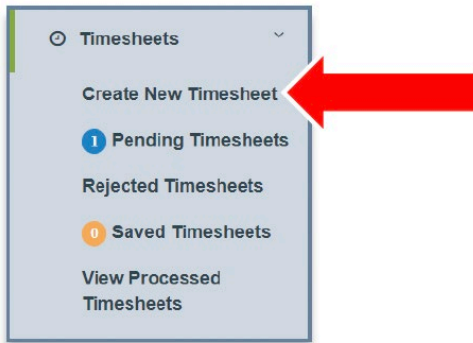 Timesheets
Create New Timesheet
1 Pending Timesheets
Rejected Timesheets
0 Saved Timesheets
View Processed
Timesheets